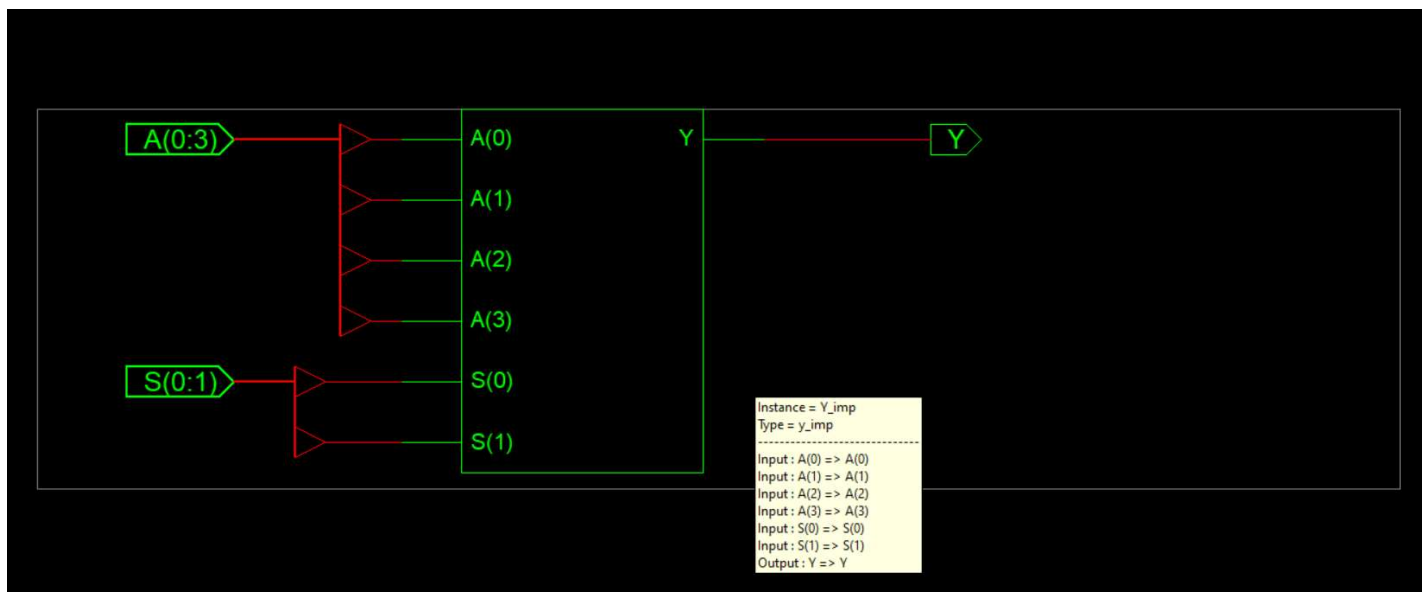 A(0:3)
A(0)
Y
Y
A(1)
A(2)
A(3)
S(0:1)
S(0)
S(1)
Instance = Y_imp
Type = y_imp
--------------------------------
Input : A(0) => A(0)
Input : A(1) => A(1)
Input : A(2) => A(2)
Input : A(3) => A(3)
Input : S(0) => S(0)
Input : S(1) => S(1)
Output : Y => Y